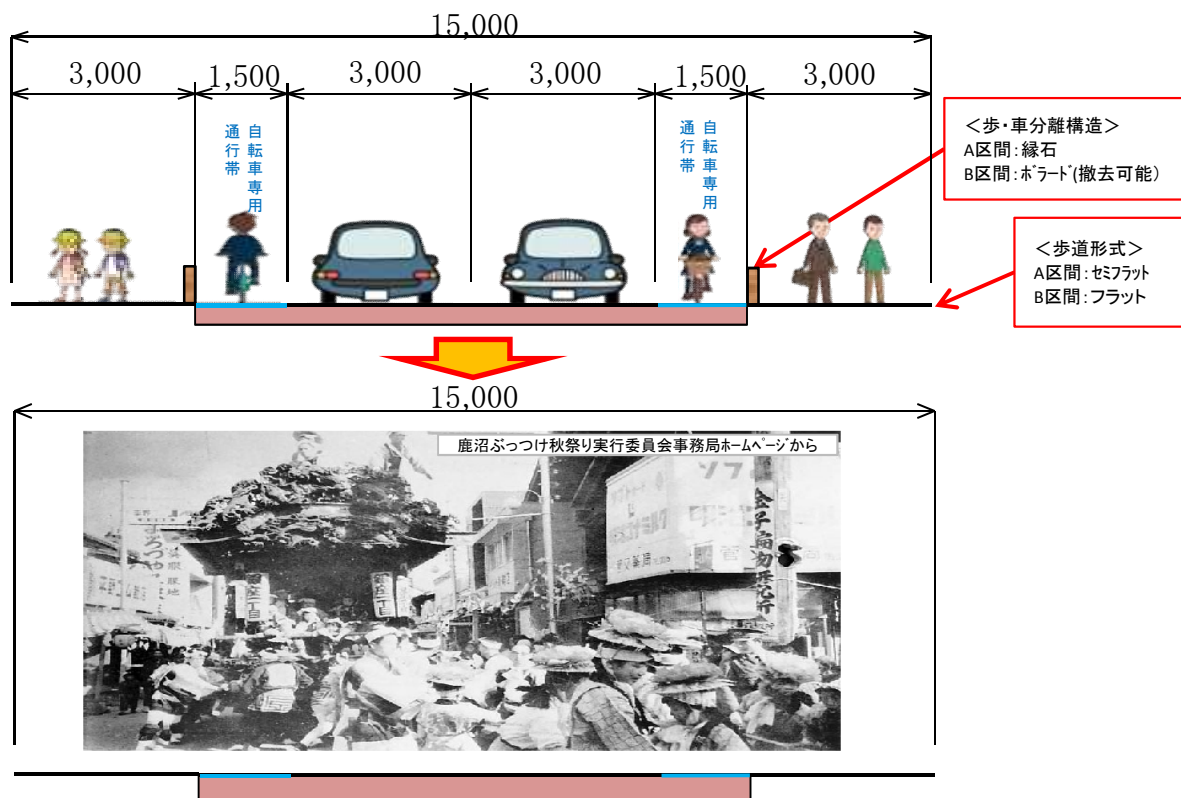 15,000
3,000
1,500
3,000
3,000
1,500
3,000
自転車専用
通行帯
自転車専用
通行帯
＜歩・車分離構造＞
A区間：縁石
B区間：ﾎﾞﾗｰﾄﾞ(撤去可能)
＜歩道形式＞
A区間：ｾﾐﾌﾗｯﾄ
B区間：フラット
15,000
鹿沼ぶっつけ秋祭り実行委員会事務局ホームページから
ソフ